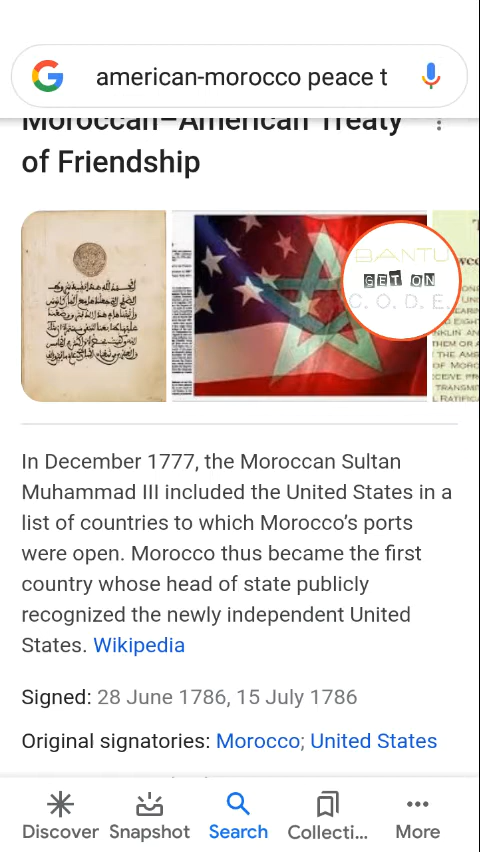 american-morocco peace t
Moroccan–American Treaty
of Friendship
BANTU
GET ON
C.O.D.E.
In December 1777, the Moroccan Sultan
Muhammad III included the United States in a
list of countries to which Morocco’s ports
were open. Morocco thus became the first
country whose head of state publicly
recognized the newly independent United
States. Wikipedia
Signed: 28 June 1786, 15 July 1786
Original signatories: Morocco; United States
Discover Snapshot Search Collecti... More